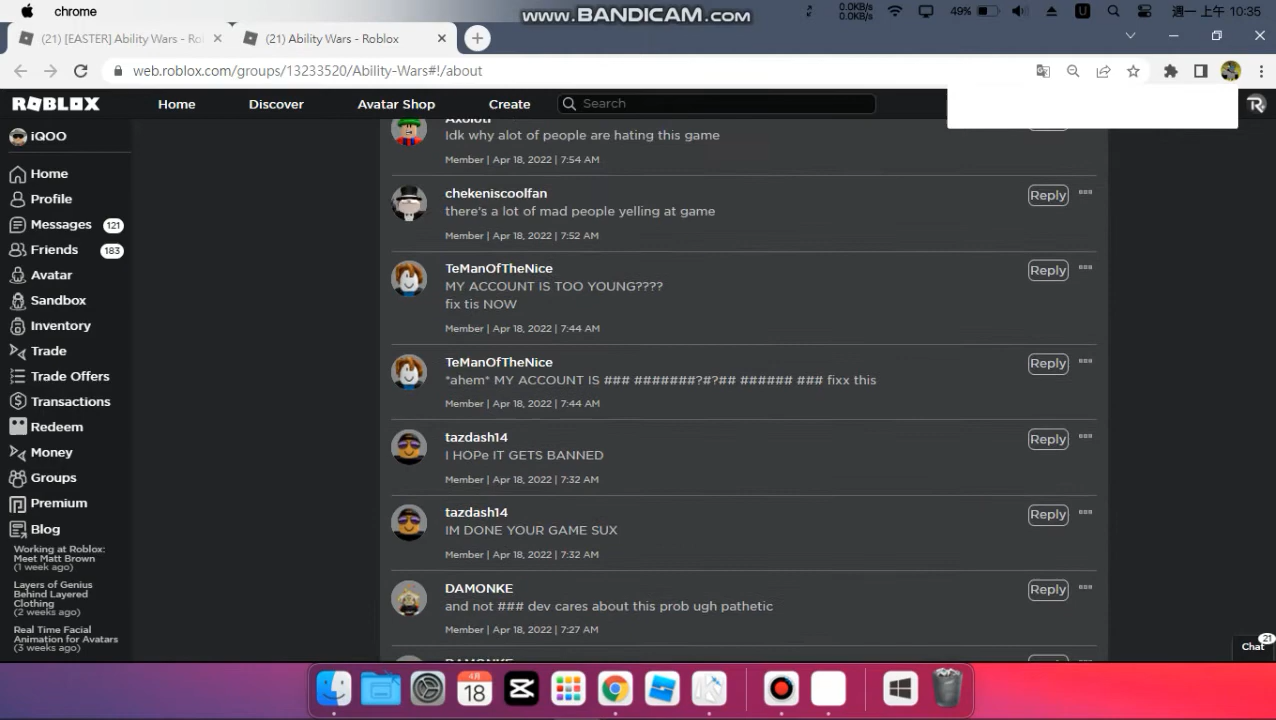 chrome
www.BANDICAM.com
0.0KB/s
0.0KB/s
49%
U
週一 上午 10:35
(21) [EASTER] Ability Wars - Rol
(21) Ability Wars - Roblox
web.roblox.com/groups/13233520/Ability-Wars#!/about
ROBLOX
Home
Discover
Avatar Shop
Create
Search
iQOO
Home
Profile
Messages
121
Friends
183
Avatar
Sandbox
Inventory
Trade
Trade Offers
Transactions
Redeem
Money
Groups
Premium
Blog
Working at Roblox:
Meet Matt Brown
(1 week ago)
Layers of Genius
Behind Layered
Clothing
(2 weeks ago)
Real Time Facial
Animation for Avatars
(3 weeks ago)
Idk why alot of people are hating this game
Member | Apr 18, 2022 | 7:54 AM
chekeniscoolfan
Reply
there's a lot of mad people yelling at game
Member | Apr 18, 2022 | 7:52 AM
TeManOfTheNice
Reply
MY ACCOUNT IS TOO YOUNG????
fix tis NOW
Member | Apr 18, 2022 | 7:44 AM
TeManOfTheNice
Reply
*ahem* MY ACCOUNT IS ### #######?#?## ###### ### fixx this
Member | Apr 18, 2022 | 7:44 AM
tazdash14
Reply
I HOPe IT GETS BANNED
Member | Apr 18, 2022 | 7:32 AM
tazdash14
Reply
IM DONE YOUR GAME SUX
Member | Apr 18, 2022 | 7:32 AM
DAMONKE
Reply
and not ### dev cares about this prob ugh pathetic
Member | Apr 18, 2022 | 7:27 AM
DAMONKE
Chat
21
4月
18